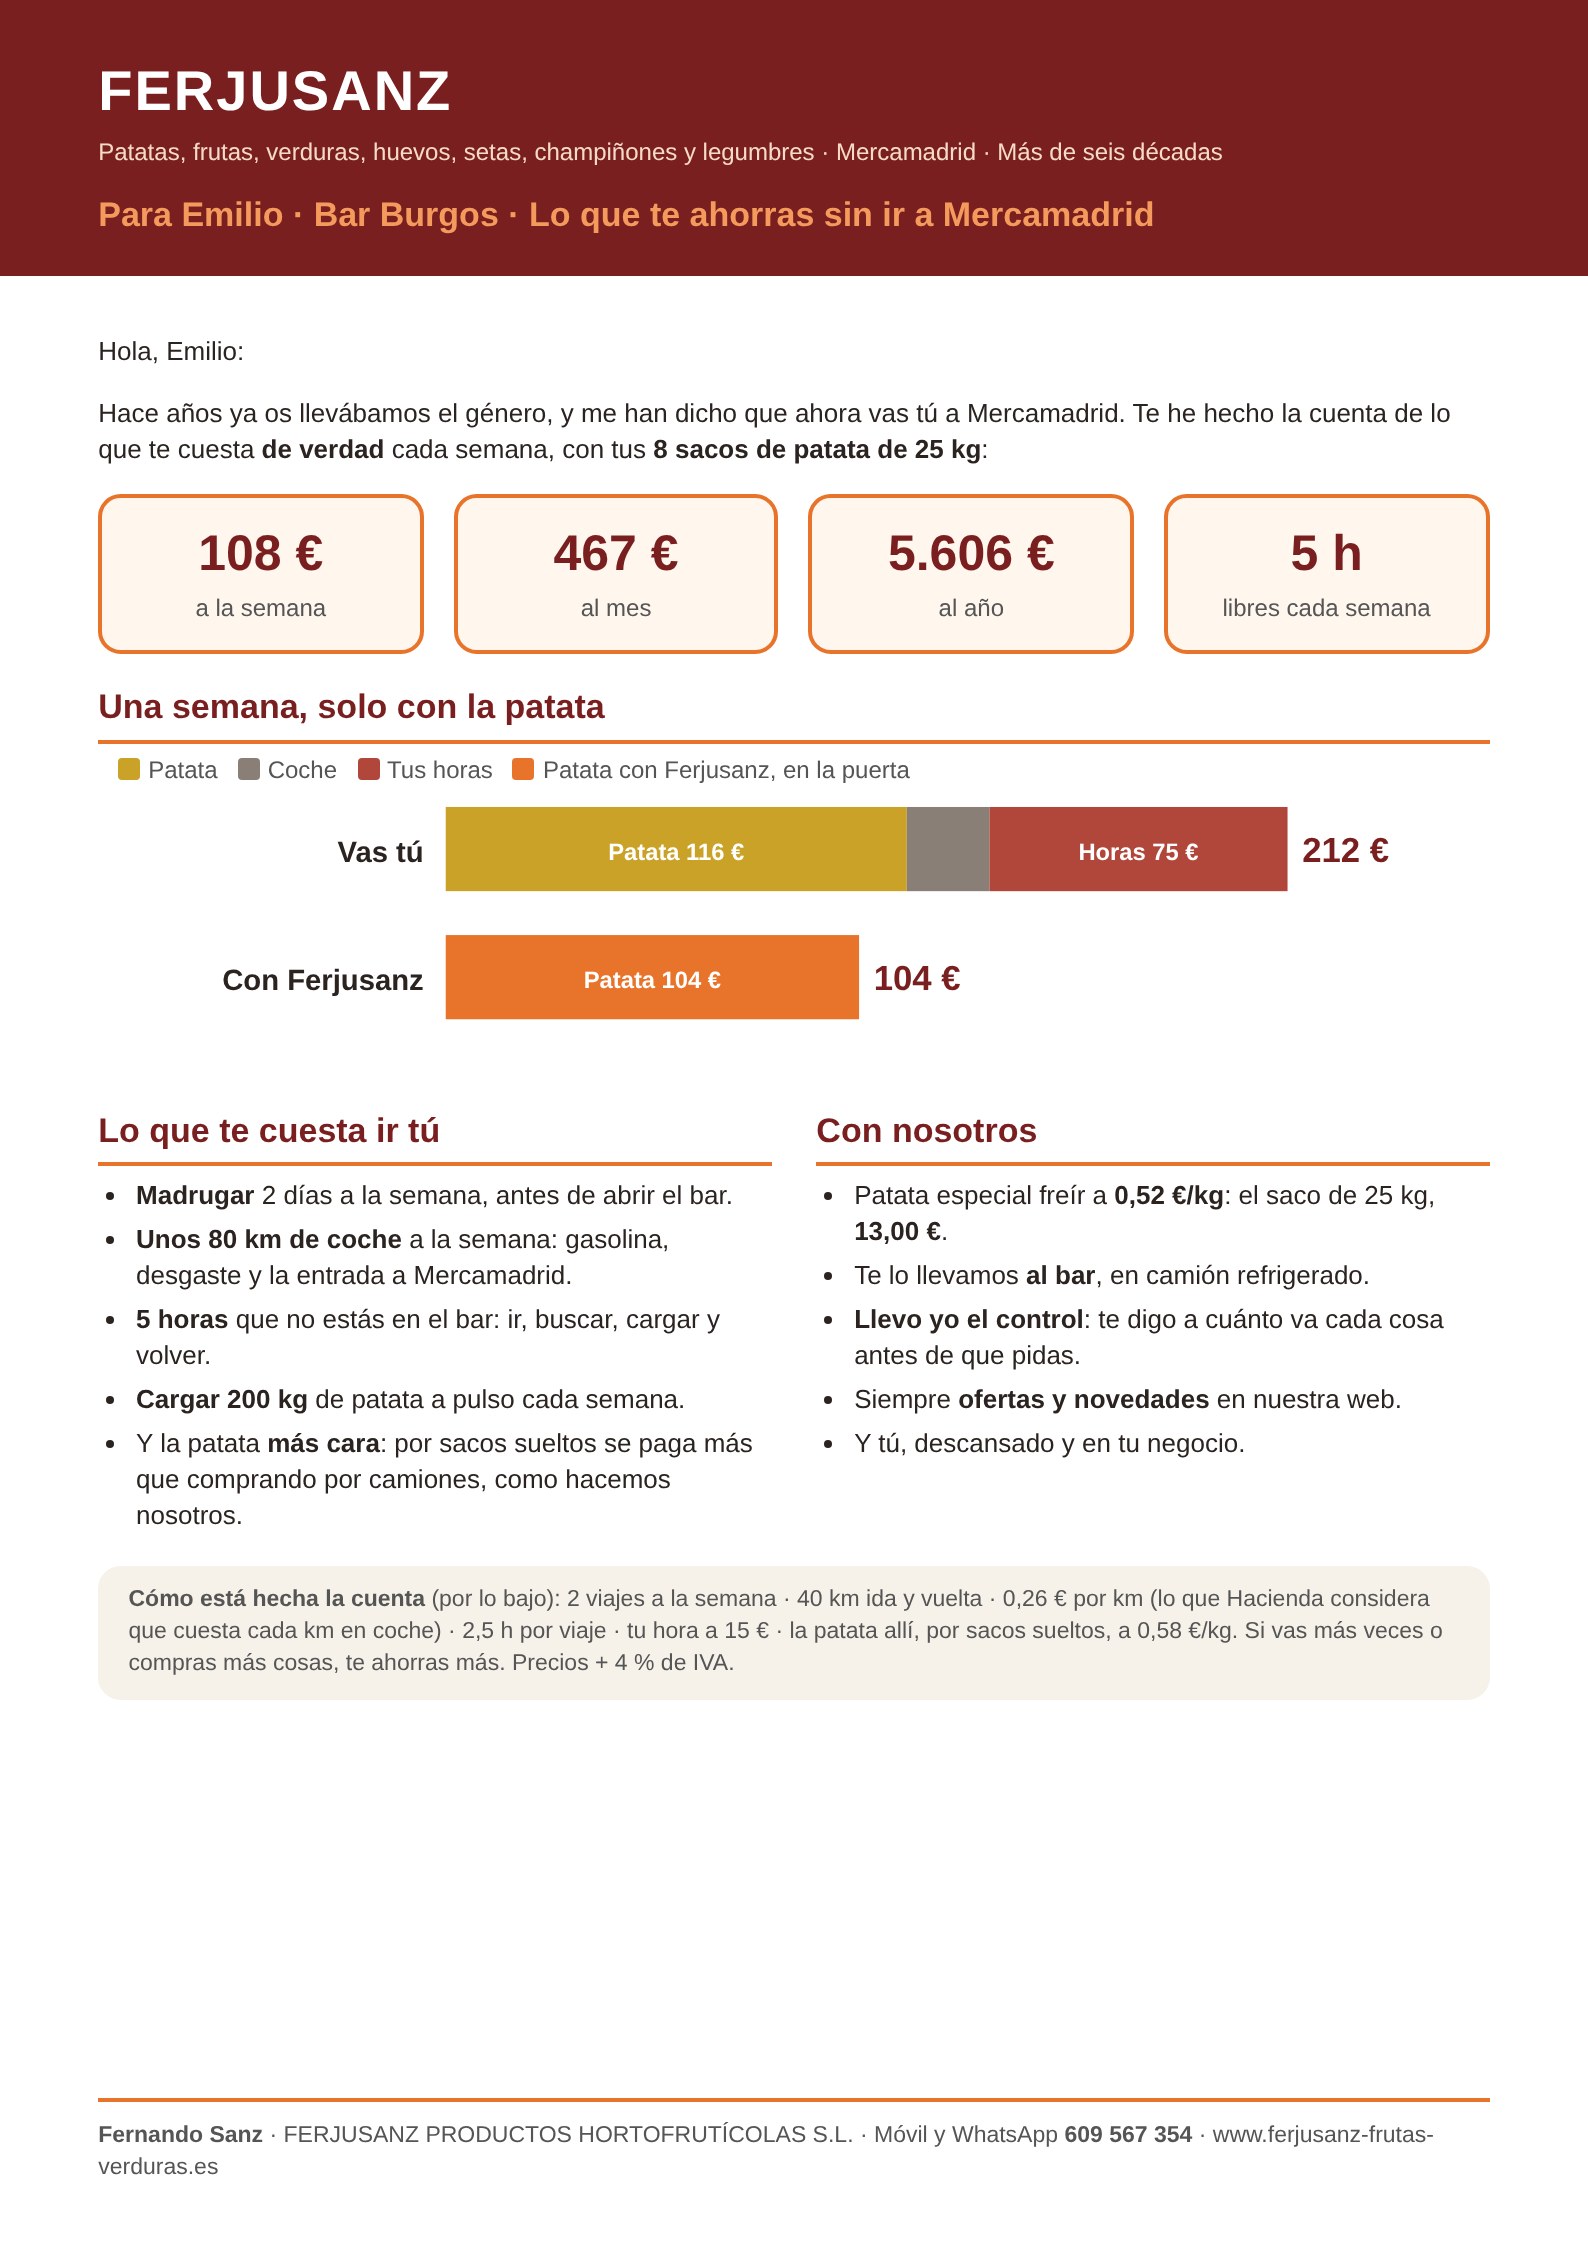 FERJUSANZ
Patatas, frutas, verduras, huevos, setas, champiñones y legumbres · Mercamadrid · Más de seis décadas
Para Emilio · Bar Burgos · Lo que te ahorras sin ir a Mercamadrid
Hola, Emilio:
Hace años ya os llevábamos el género, y me han dicho que ahora vas tú a Mercamadrid. Te he hecho la cuenta de lo
que te cuesta de verdad cada semana, con tus 8 sacos de patata de 25 kg:
108 €
a la semana
467 €
al mes
5.606 €
al año
5 h
libres cada semana
Una semana, solo con la patata
Patata Coche Tus horas Patata con Ferjusanz, en la puerta
Vas tú Patata 116 € Horas 75 € 212 €
Con Ferjusanz Patata 104 € 104 €
Lo que te cuesta ir tú
• Madrugar 2 días a la semana, antes de abrir el bar.
• Unos 80 km de coche a la semana: gasolina,
desgaste y la entrada a Mercamadrid.
• 5 horas que no estás en el bar: ir, buscar, cargar y
volver.
• Cargar 200 kg de patata a pulso cada semana.
• Y la patata más cara: por sacos sueltos se paga más
que comprando por camiones, como hacemos
nosotros.
Con nosotros
• Patata especial freír a 0,52 €/kg: el saco de 25 kg,
13,00 €.
• Te lo llevamos al bar, en camión refrigerado.
• Llevo yo el control: te digo a cuánto va cada cosa
antes de que pidas.
• Siempre ofertas y novedades en nuestra web.
• Y tú, descansado y en tu negocio.
Cómo está hecha la cuenta (por lo bajo): 2 viajes a la semana · 40 km ida y vuelta · 0,26 € por km (lo que Hacienda considera
que cuesta cada km en coche) · 2,5 h por viaje · tu hora a 15 € · la patata allí, por sacos sueltos, a 0,58 €/kg. Si vas más veces o
compras más cosas, te ahorras más. Precios + 4 % de IVA.
Fernando Sanz · FERJUSANZ PRODUCTOS HORTOFRUTÍCOLAS S.L. · Móvil y WhatsApp 609 567 354 · www.ferjusanz-frutas-
verduras.es